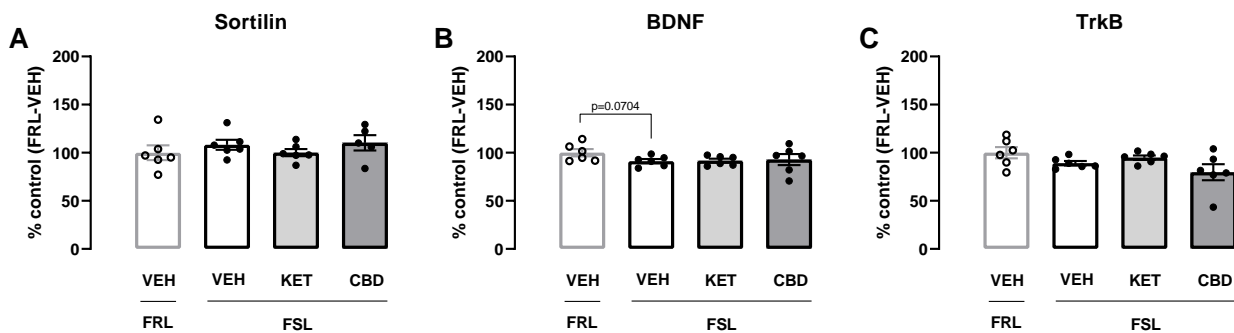 A
Sortilin
% control (FRL-VEH)
200
150
100
50
0
VEH
VEH
KET
CBD
FRL
FSL
B
BDNF
% control (FRL-VEH)
200
150
100
50
0
p=0.0704
VEH
VEH
KET
CBD
FRL
FSL
C
TrkB
% control (FRL-VEH)
200
150
100
50
0
VEH
VEH
KET
CBD
FRL
FSL